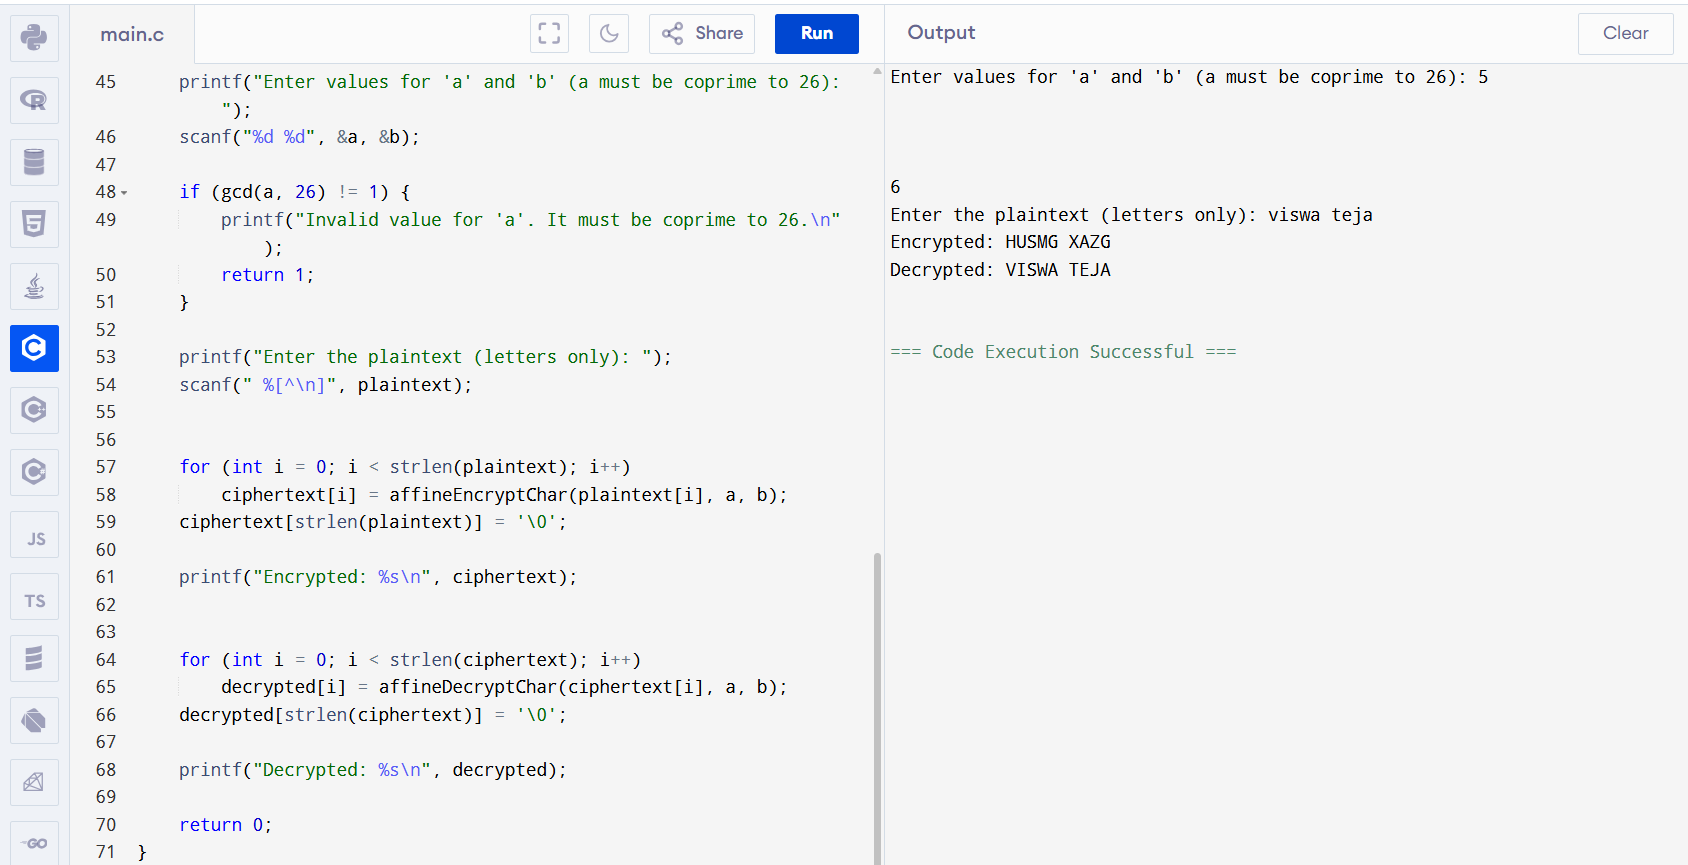 main.c
Share
Run
Output
Clear
45 printf("Enter values for 'a' and 'b' (a must be coprime to 26):
");
46 scanf("%d %d", &a, &b);
47
48 if (gcd(a, 26) != 1) {
49 printf("Invalid value for 'a'. It must be coprime to 26.\n"
);
50 return 1;
51 }
52
53 printf("Enter the plaintext (letters only): ");
54 scanf(" %[^\n]", plaintext);
55
56
57 for (int i = 0; i < strlen(plaintext); i++)
58 ciphertext[i] = affineEncryptChar(plaintext[i], a, b);
59 ciphertext[strlen(plaintext)] = '\0';
60
61 printf("Encrypted: %s\n", ciphertext);
62
63
64 for (int i = 0; i < strlen(ciphertext); i++)
65 decrypted[i] = affineDecryptChar(ciphertext[i], a, b);
66 decrypted[strlen(ciphertext)] = '\0';
67
68 printf("Decrypted: %s\n", decrypted);
69
70 return 0;
71 }
Enter values for 'a' and 'b' (a must be coprime to 26): 5
6
Enter the plaintext (letters only): viswa teja
Encrypted: HUSMG XAZG
Decrypted: VISWA TEJA
=== Code Execution Successful ===
R
5
C
C
C
JS
TS
GO